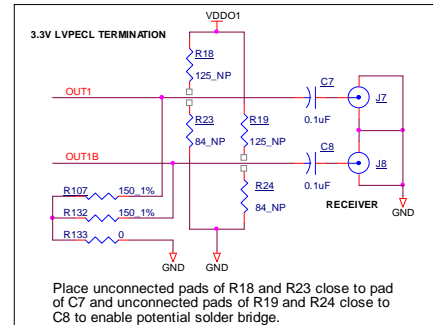 VDDO1
3.3V LVPECL TERMINATION
R18
125_NP
OUT1
C7
J7
R23
R19
0.1uF
84_NP
125_NP
C8
OUT1B
J8
R24
0.1uF
R107
150_1%
84_NP
R132
150_1%
RECEIVER
R133
0
GND
GND
GND
Place unconnected pads of R18 and R23 close to pad
of C7 and unconnected pads of R19 and R24 close to
C8 to enable potential solder bridge.